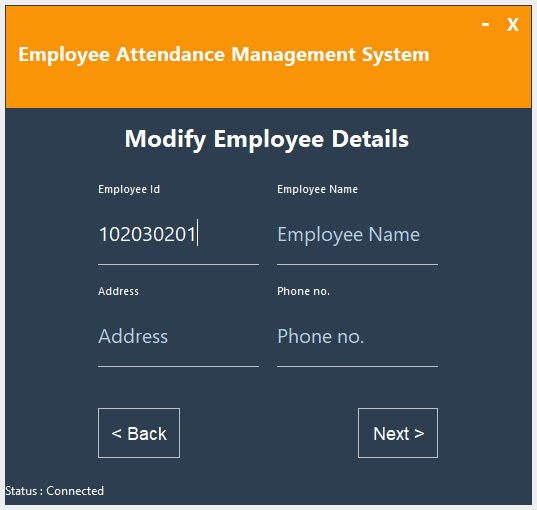 - X
Employee Attendance Management System
Modify Employee Details
Employee Id Employee Name
102030201 Employee Name
Address Phone no.
Address Phone no.
< Back Next >
Status : Connected